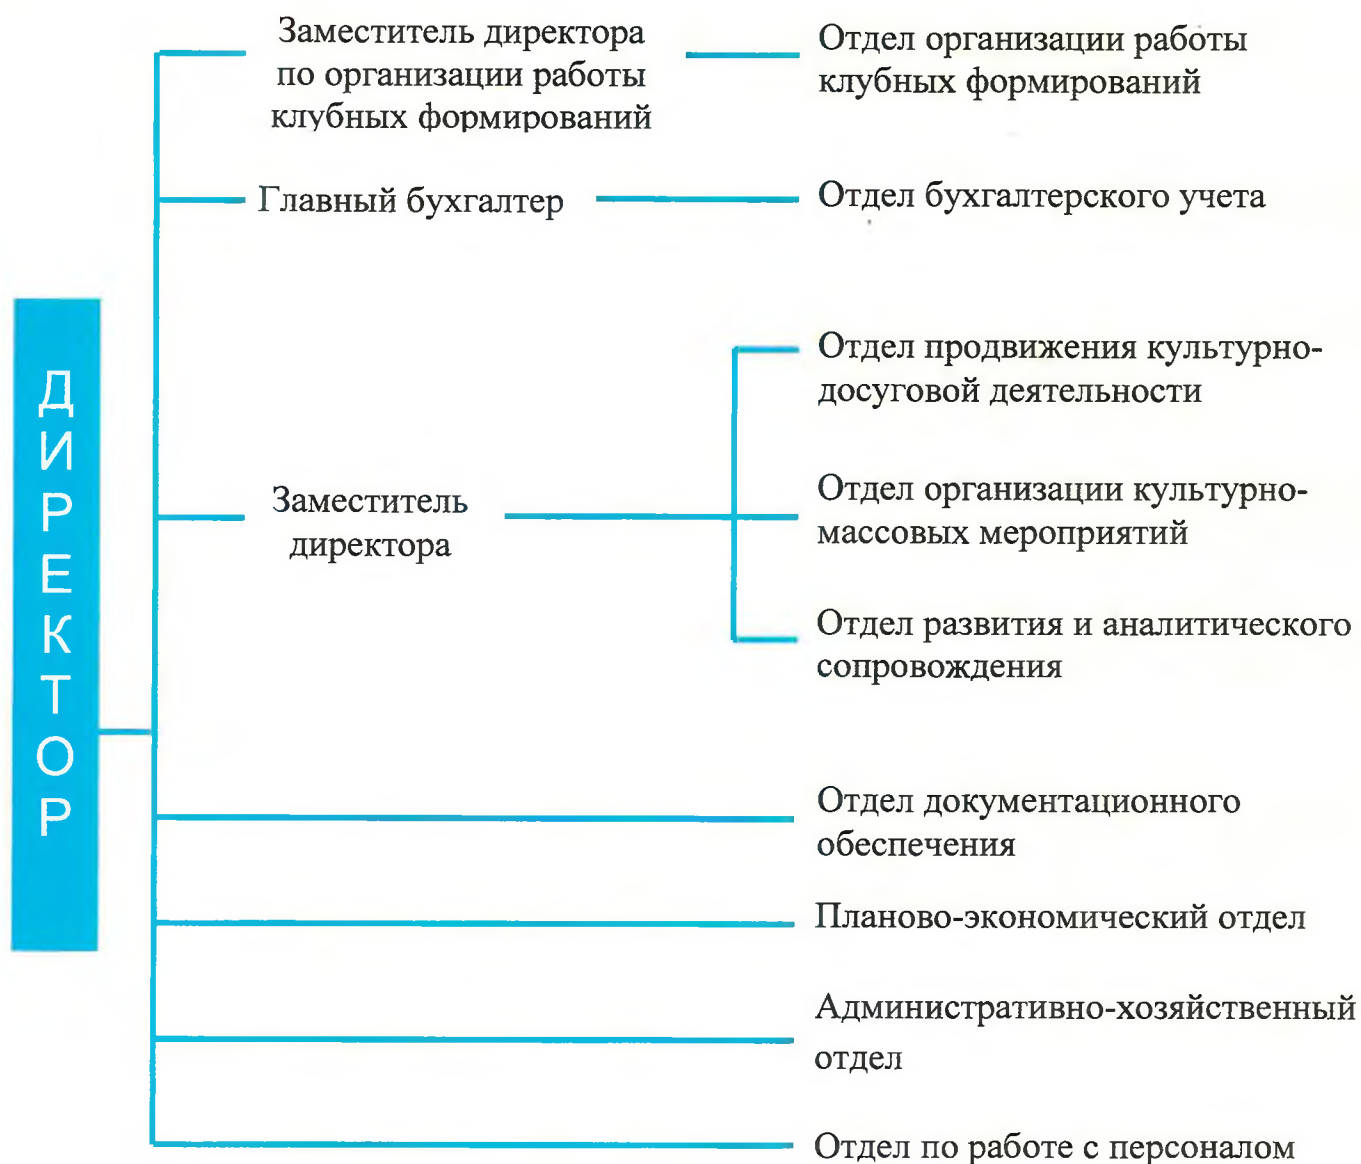 ДИРЕКТОР
Заместитель директора
по организации работы
клубных формирований
Отдел организации работы
клубных формирований
Главный бухгалтер
Отдел бухгалтерского учета
Заместитель
директора
Отдел продвижения культурно-
досуговой деятельности
Отдел организации культурно-
массовых мероприятий
Отдел развития и аналитического
сопровождения
Отдел документационного
обеспечения
Планово-экономический отдел
Административно-хозяйственный
отдел
Отдел по работе с персоналом